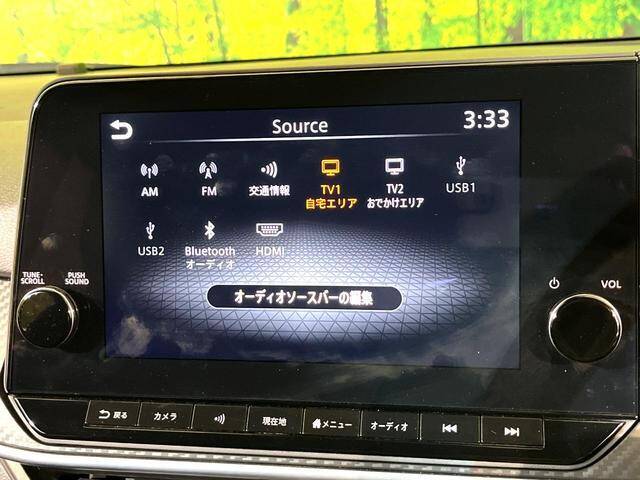 Source
3:33
AM
FM
交通情報
TV1
自宅エリア
TV2
おでかけエリア
USB1
USB2
Bluetooth
オーディオ
HDMI
オーディオソースバーの編集
TUNE・
SCROLL
PUSH
SOUND
VOL
戻る
カメラ
現在地
メニュー
オーディオ